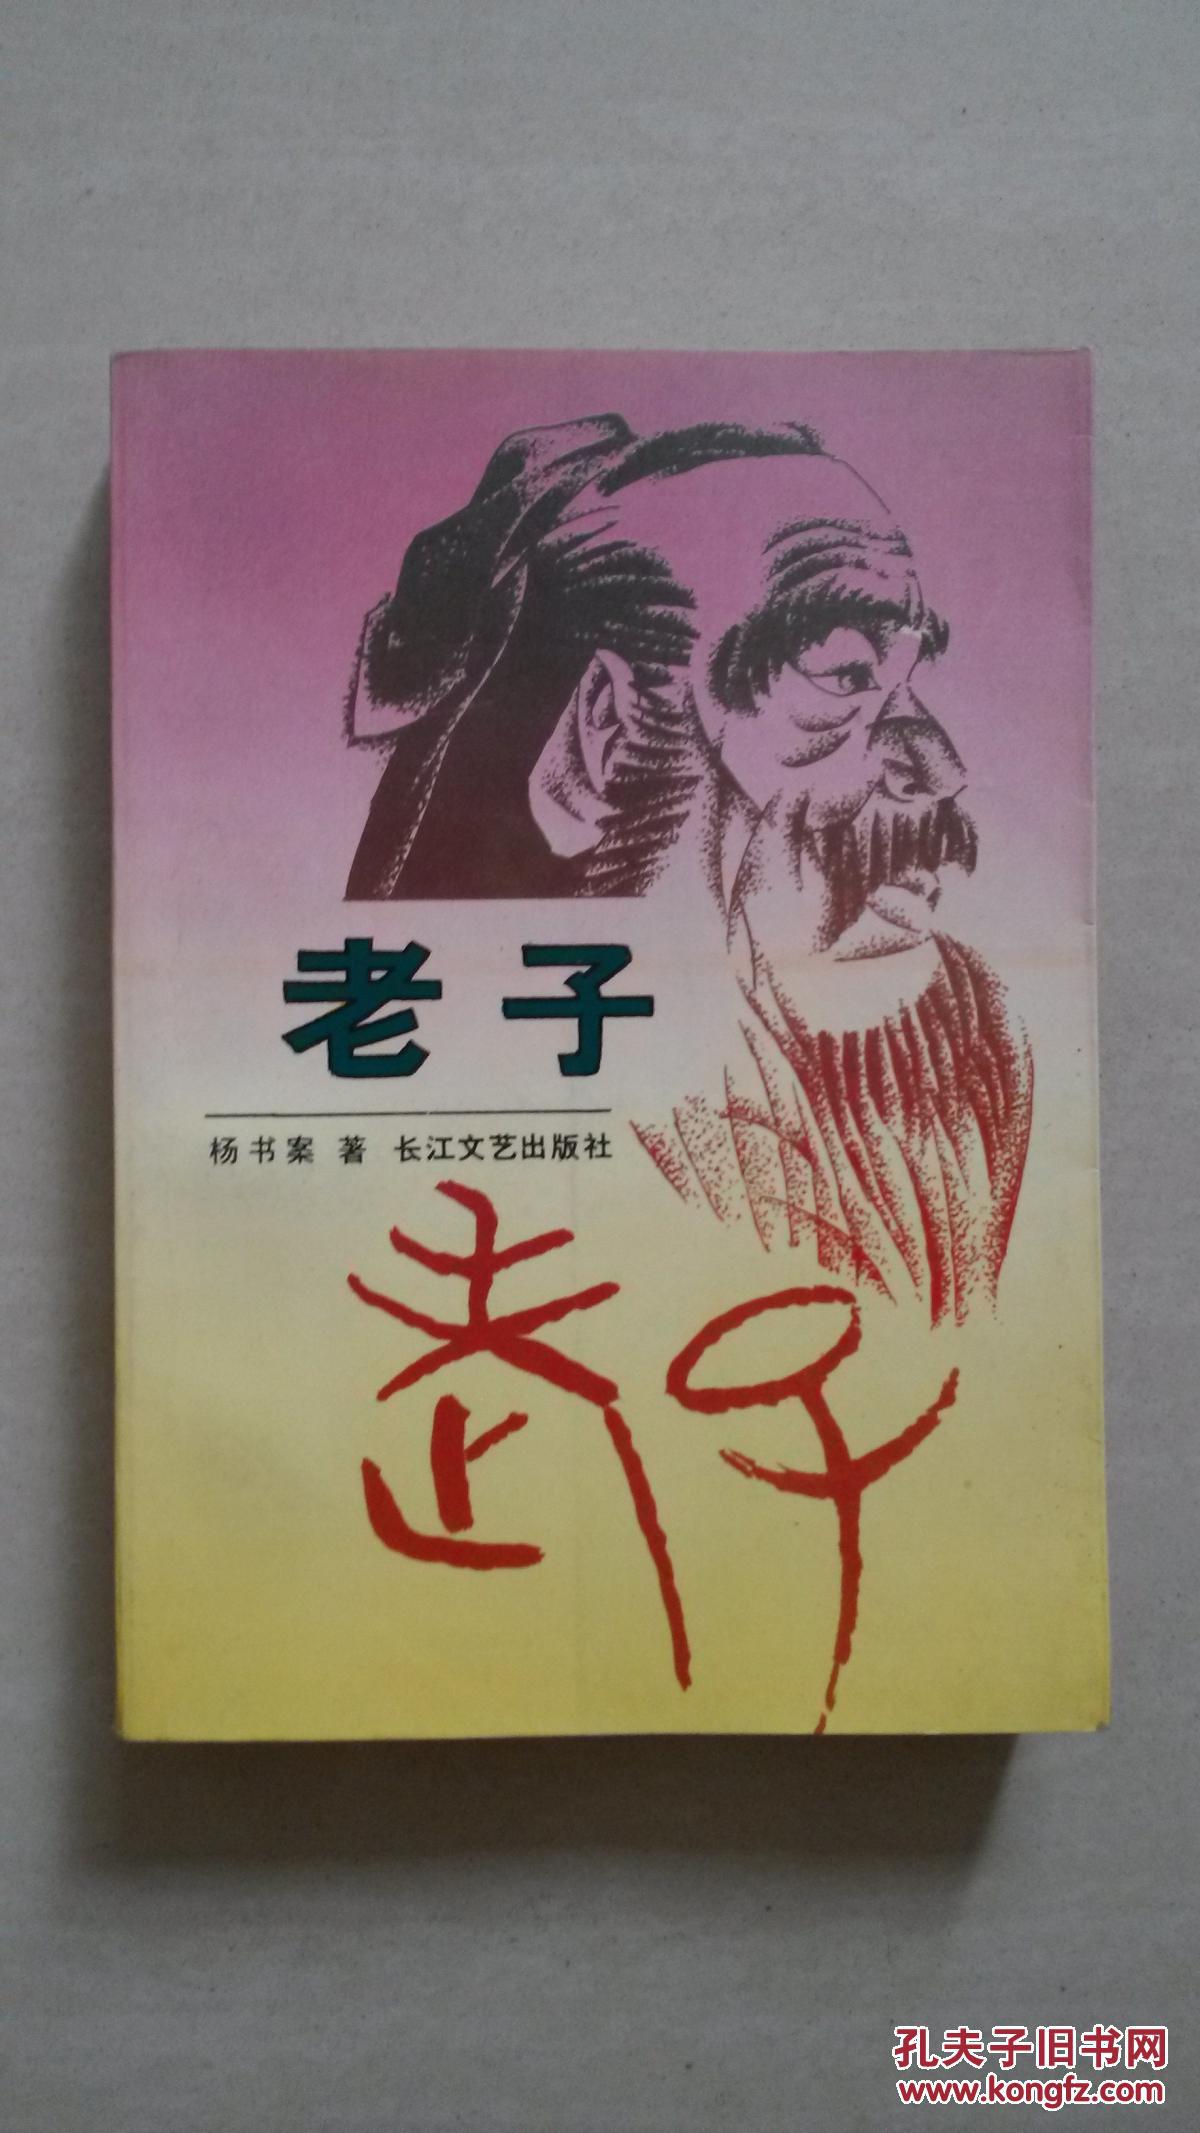 老子
杨书案 著 长江文艺出版社
老子
孔夫子旧书网
www.kongfz.com